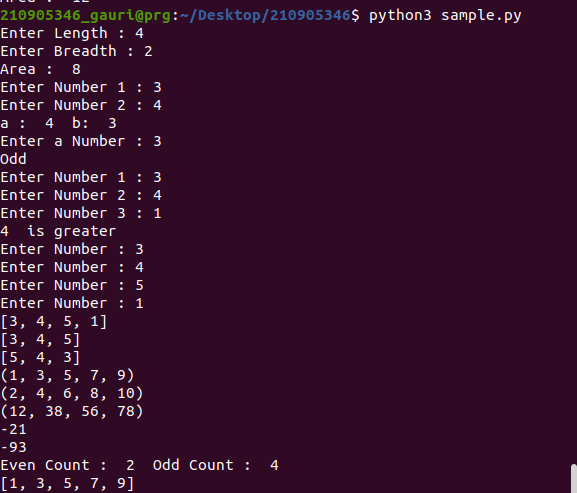 Area :  12
210905346_gauri@prg:~/Desktop/210905346$ python3 sample.py
Enter Length : 4
Enter Breadth : 2
Area :  8
Enter Number 1 : 3
Enter Number 2 : 4
a :  4  b:  3
Enter a Number : 3
Odd
Enter Number 1 : 3
Enter Number 2 : 4
Enter Number 3 : 1
4  is greater
Enter Number : 3
Enter Number : 4
Enter Number : 5
Enter Number : 1
[3, 4, 5, 1]
[3, 4, 5]
[5, 4, 3]
(1, 3, 5, 7, 9)
(2, 4, 6, 8, 10)
(12, 38, 56, 78)
-21
-93
Even Count :  2  Odd Count :  4
[1, 3, 5, 7, 9]